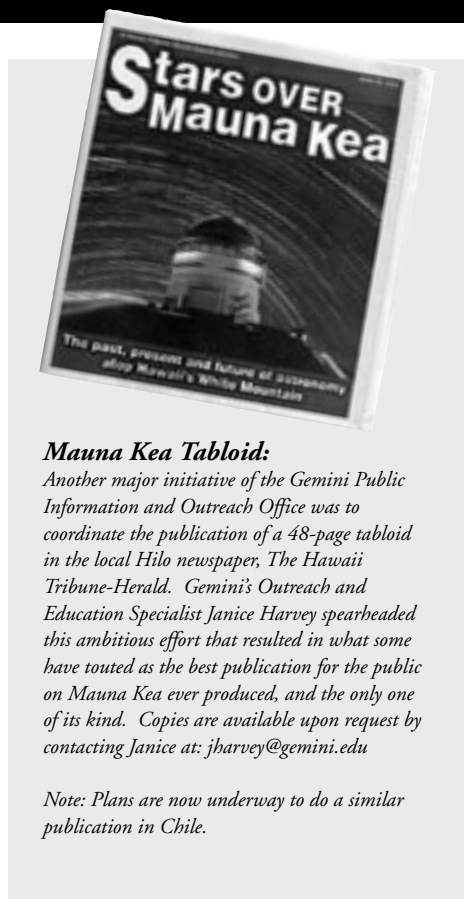 Stars OVER
Mauna Kea
The past, present and future of astronomy
atop Hawaii's White Mountain
Mauna Kea Tabloid:
Another major initiative of the Gemini Public
Information and Outreach Office was to
coordinate the publication of a 48-page tabloid
in the local Hilo newspaper, The Hawaii
Tribune-Herald.  Gemini's Outreach and
Education Specialist Janice Harvey spearheaded
this ambitious effort that resulted in what some
have touted as the best publication for the public
on Mauna Kea ever produced, and the only one
of its kind.  Copies are available upon request by
contacting Janice at: jharvey@gemini.edu
Note: Plans are now underway to do a similar
publication in Chile.